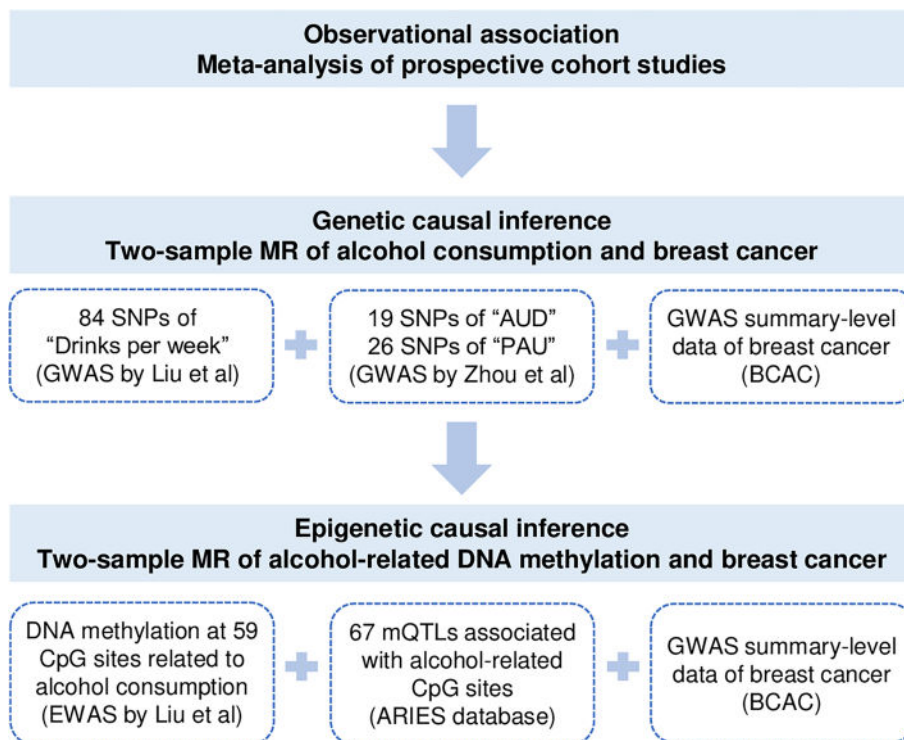 Observational association
Meta-analysis of prospective cohort studies
Genetic causal inference
Two-sample MR of alcohol consumption and breast cancer
84 SNPs of
“Drinks per week”
(GWAS by Liu et al)
19 SNPs of “AUD”
26 SNPs of “PAU”
(GWAS by Zhou et al)
GWAS summary-level
data of breast cancer
(BCAC)
Epigenetic causal inference
Two-sample MR of alcohol-related DNA methylation and breast cancer
DNA methylation at 59
CpG sites related to
alcohol consumption
(EWAS by Liu et al)
67 mQTLs associated
with alcohol-related
CpG sites
(ARIES database)
GWAS summary-level
data of breast cancer
(BCAC)